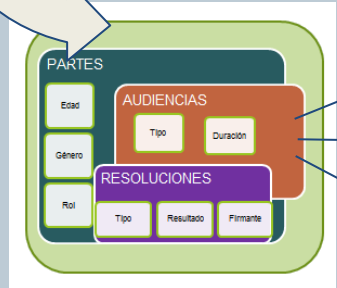 PARTES
Edad
Género
Rol
AUDIENCIAS
Tipo
Duración
RESOLUCIONES
Tipo
Resultado
Firmante